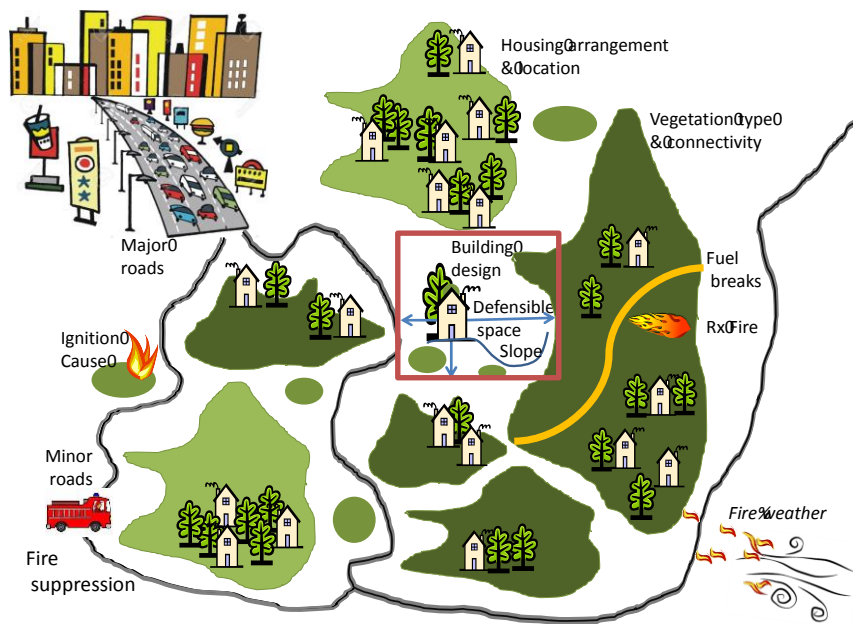 Housing0arrangement
&0location
Vegetation0type0
&0connectivity
Major0
roads
Building0
design
Fuel
breaks
Defensible
space
Slope
Ignition0
Cause0
Rx0Fire
Minor
roads
Fire%weather
Fire
suppression